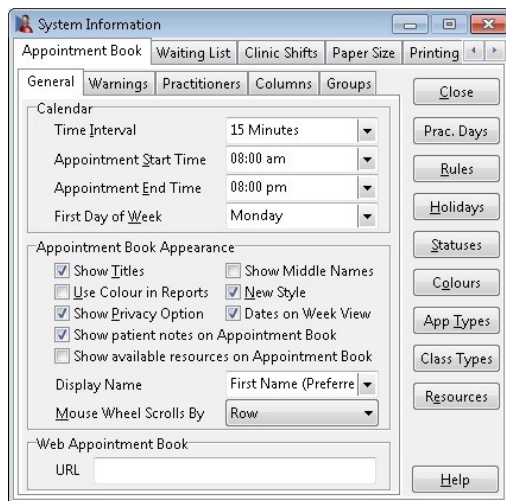 System Information
Appointment Book Waiting List Clinic Shifts Paper Size Printing
General Warnings Practitioners Columns Groups
Close
Calendar
Time Interval 15 Minutes
Prac. Days
Appointment Start Time 08:00 am
Rules
Appointment End Time 08:00 pm
First Day of Week Monday
Holidays
Appointment Book Appearance
Statuses
Show Titles Show Middle Names
Use Colour in Reports New Style
Colours
Show Privacy Option Dates on Week View
App Types
Show patient notes on Appointment Book
Show available resources on Appointment Book
Class Types
Display Name First Name (Preferre
Resources
Mouse Wheel Scrolls By Row
Web Appointment Book
URL
Help